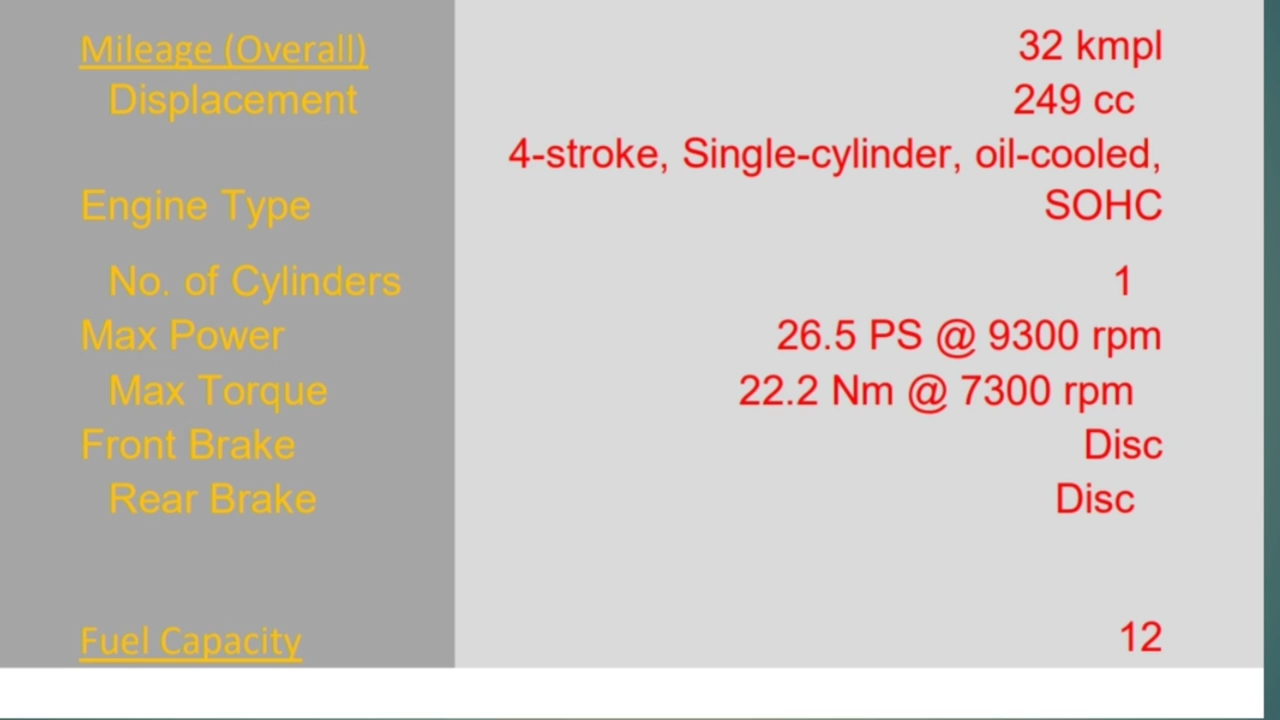 Mileage (Overall) 32 kmpl
Displacement 249 cc
4-stroke, Single-cylinder, oil-cooled,
Engine Type SOHC
No. of Cylinders 1
Max Power 26.5 PS @ 9300 rpm
Max Torque 22.2 Nm @ 7300 rpm
Front Brake Disc
Rear Brake Disc
Fuel Capacity 12